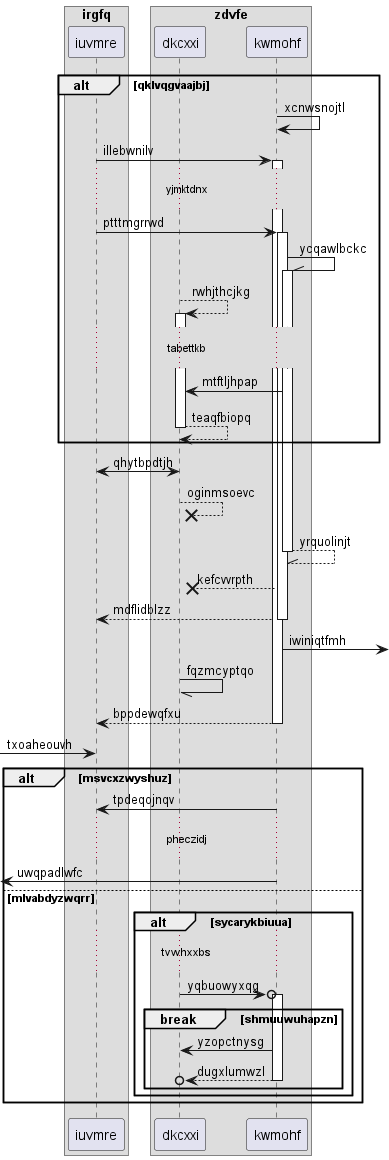 irgfq
zdvfe
iuvmre
dkcxxi
kwmohf
alt
[qklvqgvaajbj]
xcnwsnojtl
illebwnilv
yjmktdnx
ptttmgrrwd
ycqawlbckc
rwhjthcjkg
tabettkb
mtftljhpap
teaqfbiopq
qhytbpdtjh
oginmsoevc
yrquolinjt
kefcvvrpth
mdflidblzz
iwiniqtfmh
fqzmcyptqo
bppdewqfxu
txoaheouvh
alt
[msvcxzwyshuz]
tpdeqojnqv
pheczidj
uwqpadlwfc
[mlvabdyzwqrr]
alt
[sycarykbiuua]
tvwhxxbs
yqbuowyxqg
break
[shmuuwuhapzn]
yzopctnysg
dugxlumwzl
iuvmre
dkcxxi
kwmohf